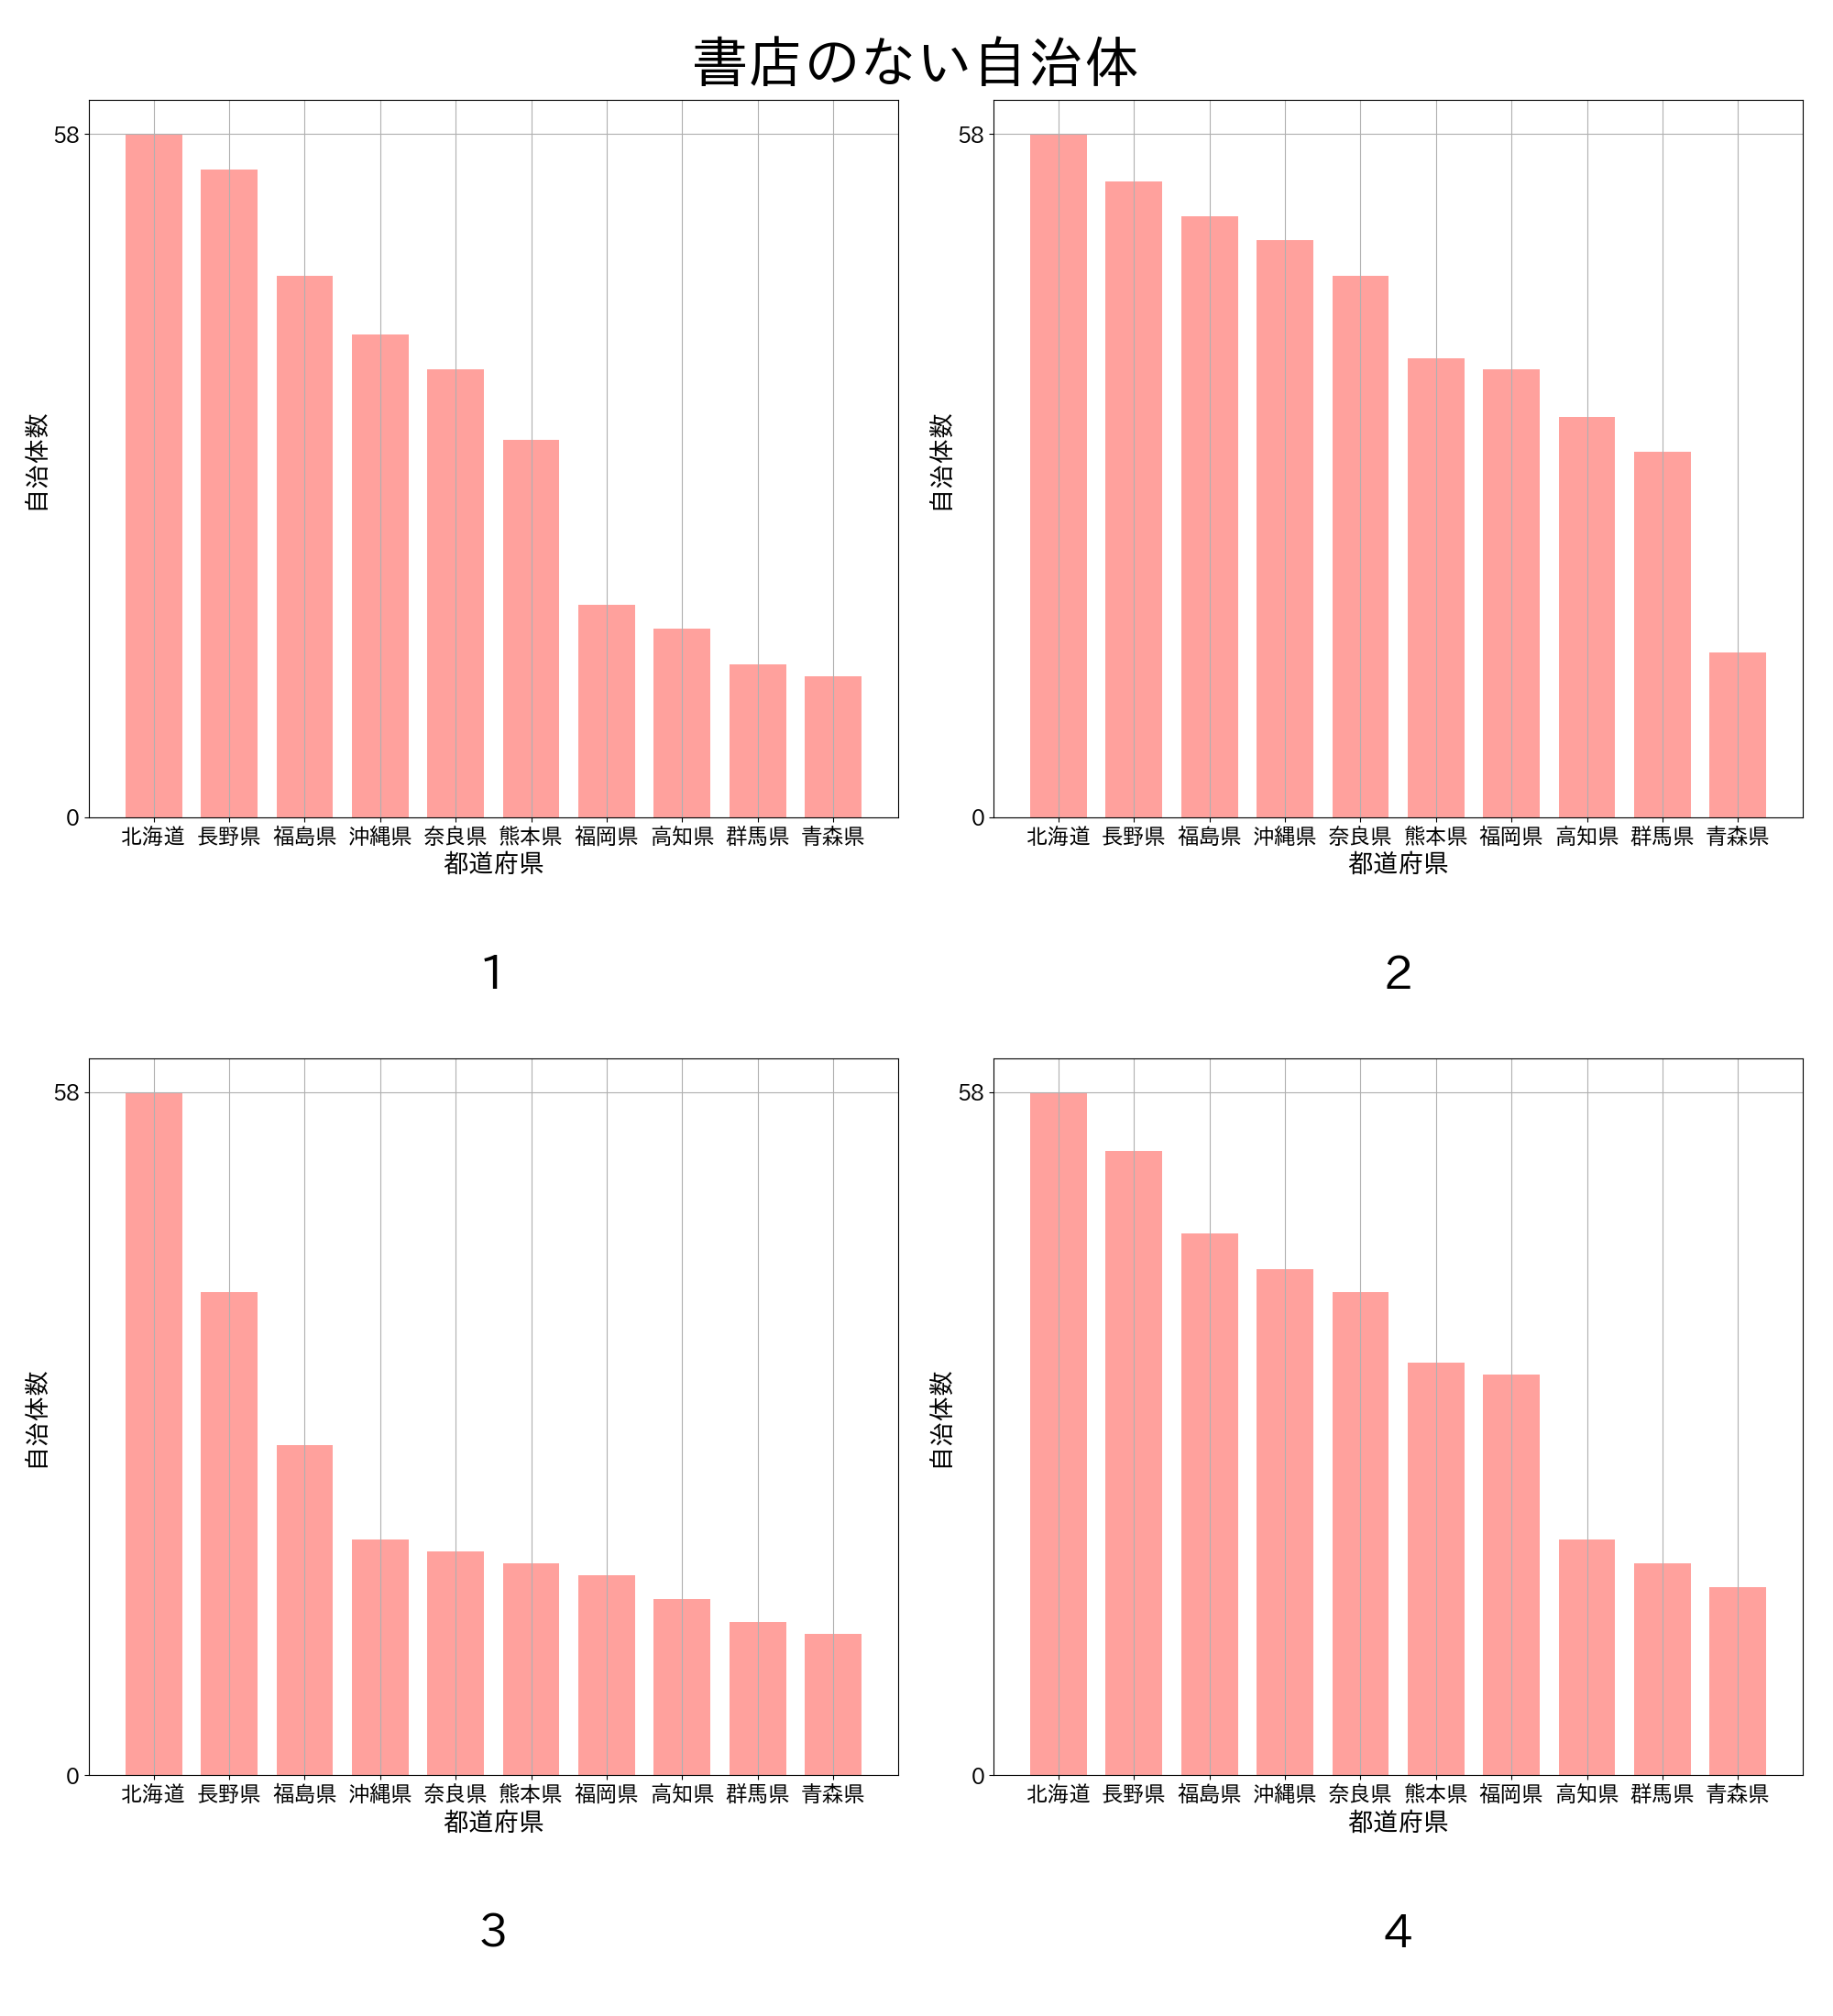 書店のない自治体
58
0
自治体数
北海道 長野県 福島県 沖縄県 奈良県 熊本県 福岡県 高知県 群馬県 青森県
都道府県
1
58
0
自治体数
北海道 長野県 福島県 沖縄県 奈良県 熊本県 福岡県 高知県 群馬県 青森県
都道府県
2
58
0
自治体数
北海道 長野県 福島県 沖縄県 奈良県 熊本県 福岡県 高知県 群馬県 青森県
都道府県
3
58
0
自治体数
北海道 長野県 福島県 沖縄県 奈良県 熊本県 福岡県 高知県 群馬県 青森県
都道府県
4